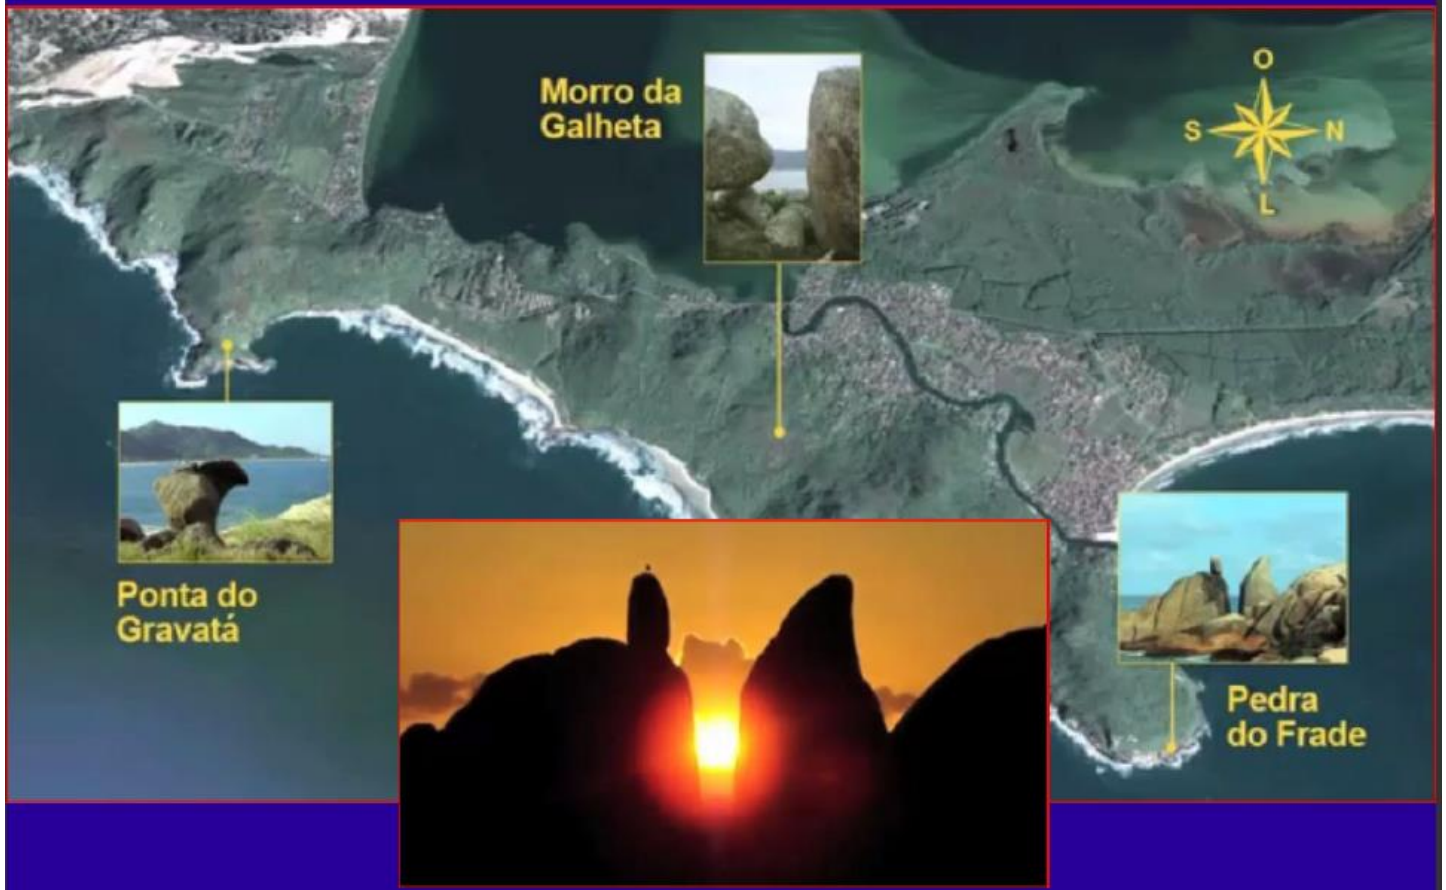 Morro da
Galheta
O
S N
L
Ponta do
Gravatá
Pedra
do Frade